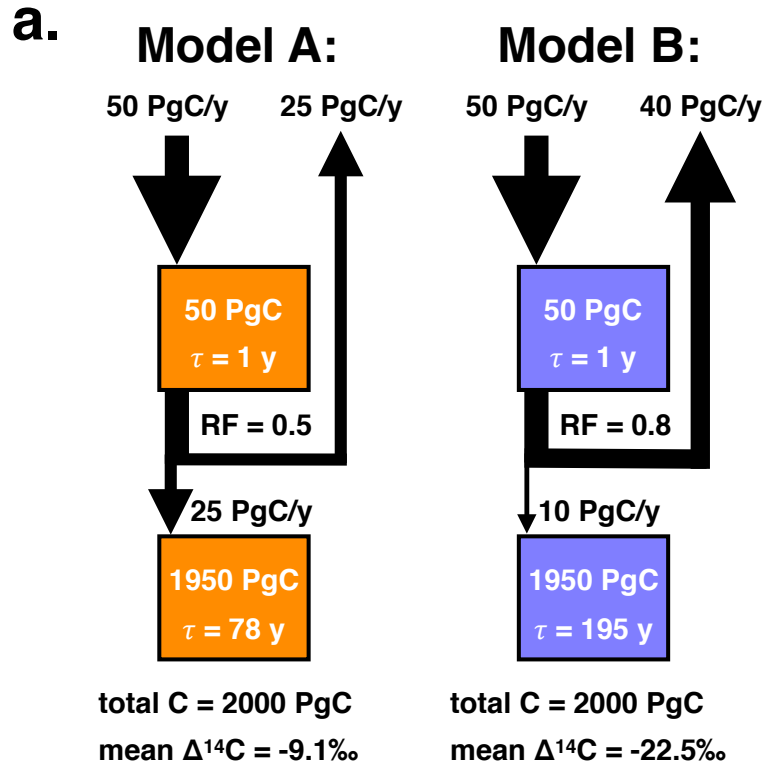 a.
Model A:
50 PgC/y 25 PgC/y
50 PgC
τ = 1 y
RF = 0.5
25 PgC/y
1950 PgC
τ = 78 y
total C = 2000 PgC
mean Δ¹⁴C = -9.1‰
Model B:
50 PgC/y 40 PgC/y
50 PgC
τ = 1 y
RF = 0.8
10 PgC/y
1950 PgC
τ = 195 y
total C = 2000 PgC
mean Δ¹⁴C = -22.5‰